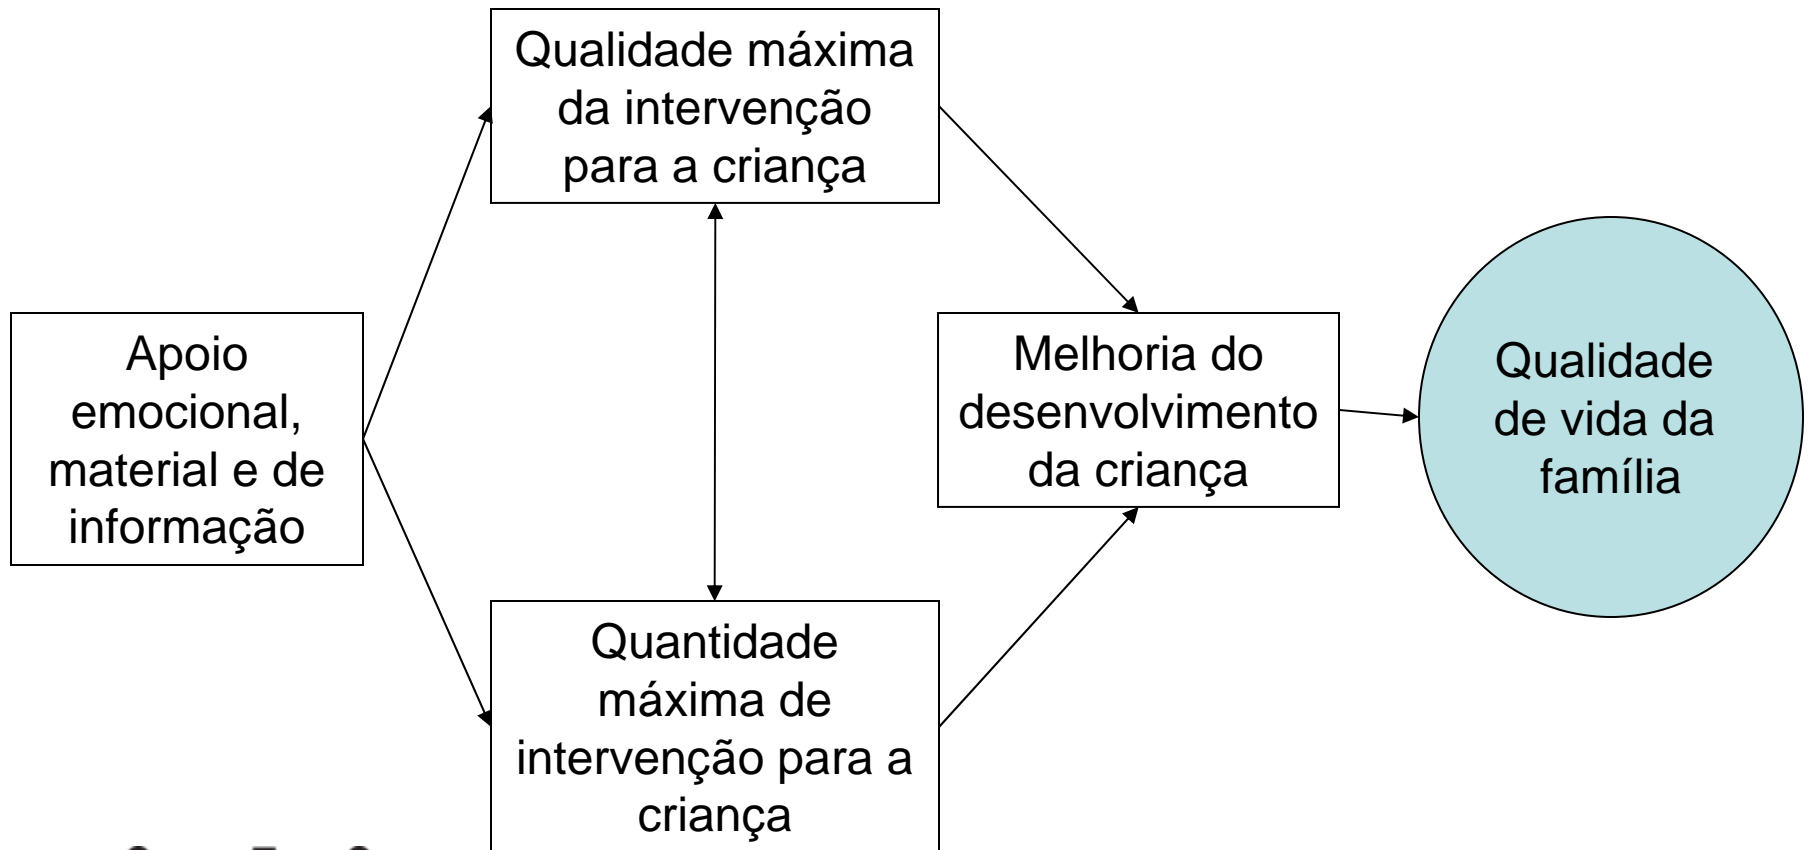 Qualidade máxima
da intervenção
para a criança
Apoio
emocional,
material e de
informação
Melhoria do
desenvolvimento
da criança
Qualidade
de vida da
família
Quantidade
máxima de
intervenção para a
criança